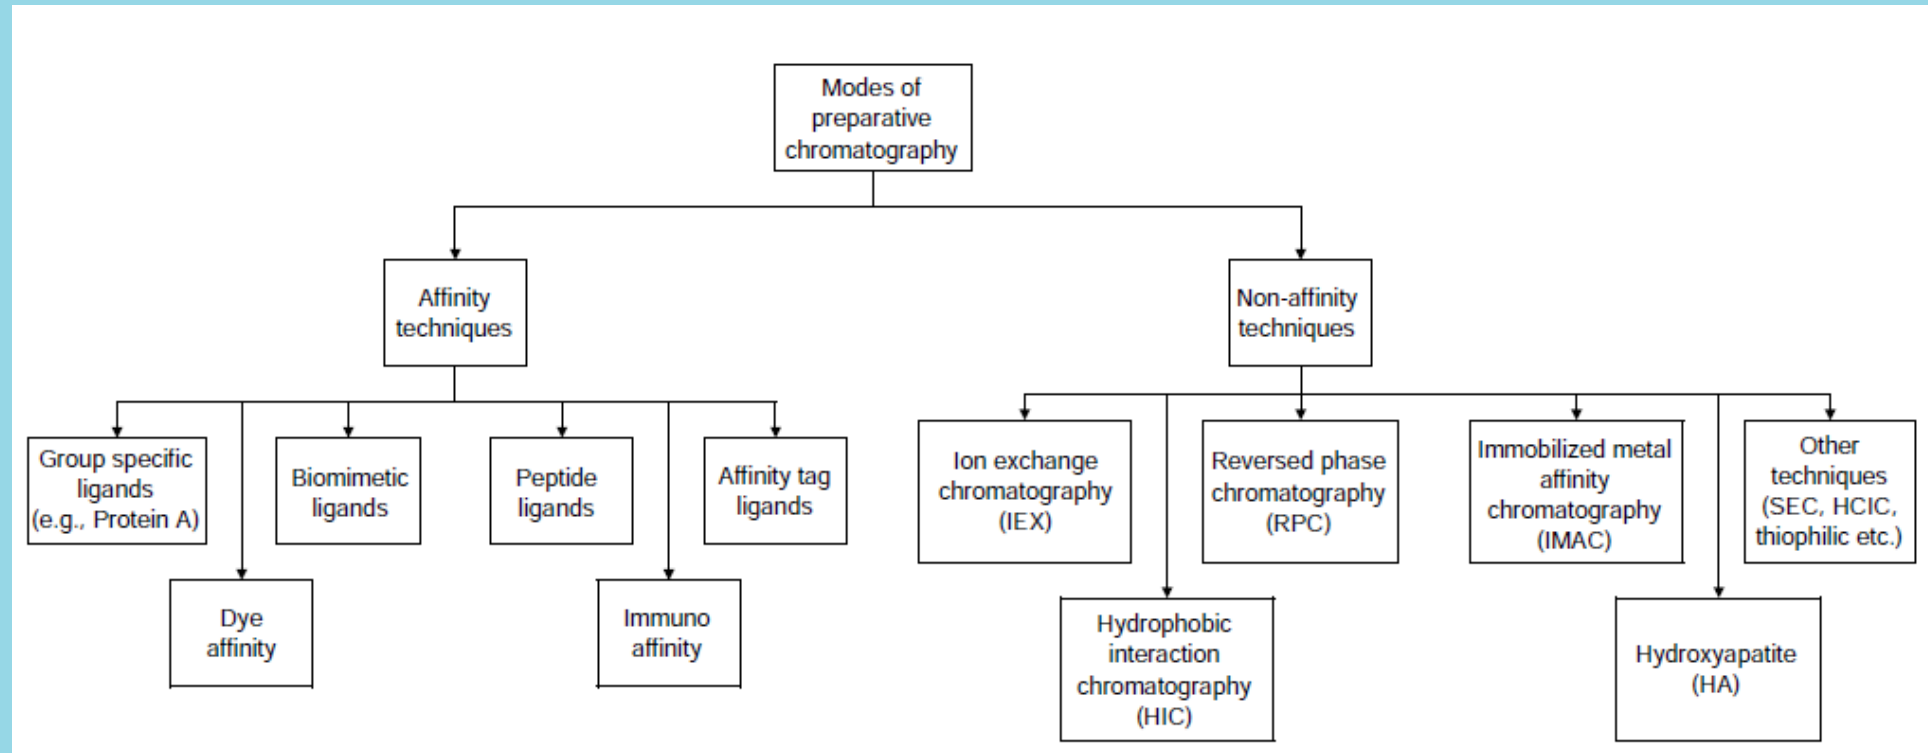 Modes of
preparative
chromatography
Affinity
techniques
Non-affinity
techniques
Group specific
ligands
(e.g., Protein A)
Biomimetic
ligands
Peptide
ligands
Affinity tag
ligands
Dye
affinity
Immuno
affinity
Ion exchange
chromatography
(IEX)
Reversed phase
chromatography
(RPC)
Immobilized metal
affinity
chromatography
(IMAC)
Other
techniques
(SEC, HCIC,
thiophilic etc.)
Hydrophobic
interaction
chromatography
(HIC)
Hydroxyapatite
(HA)